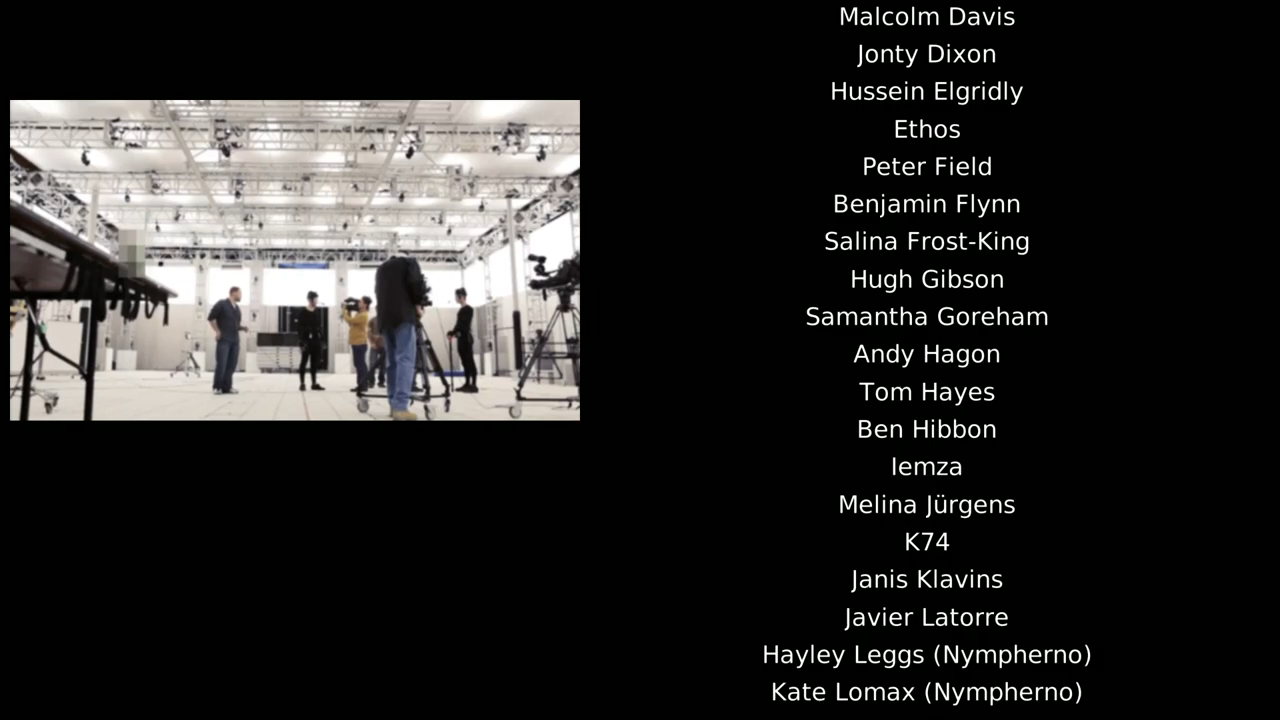 Malcolm Davis
Jonty Dixon
Hussein Elgridly
Ethos
Peter Field
Benjamin Flynn
Salina Frost-King
Hugh Gibson
Samantha Goreham
Andy Hagon
Tom Hayes
Ben Hibbon
Iemza
Melina Jürgens
K74
Janis Klavins
Javier Latorre
Hayley Leggs (Nympherno)
Kate Lomax (Nympherno)